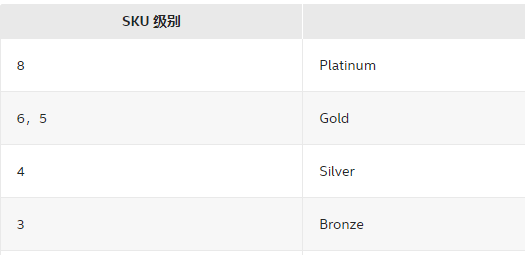 SKU 级别
8 Platinum
6，5 Gold
4 Silver
3 Bronze